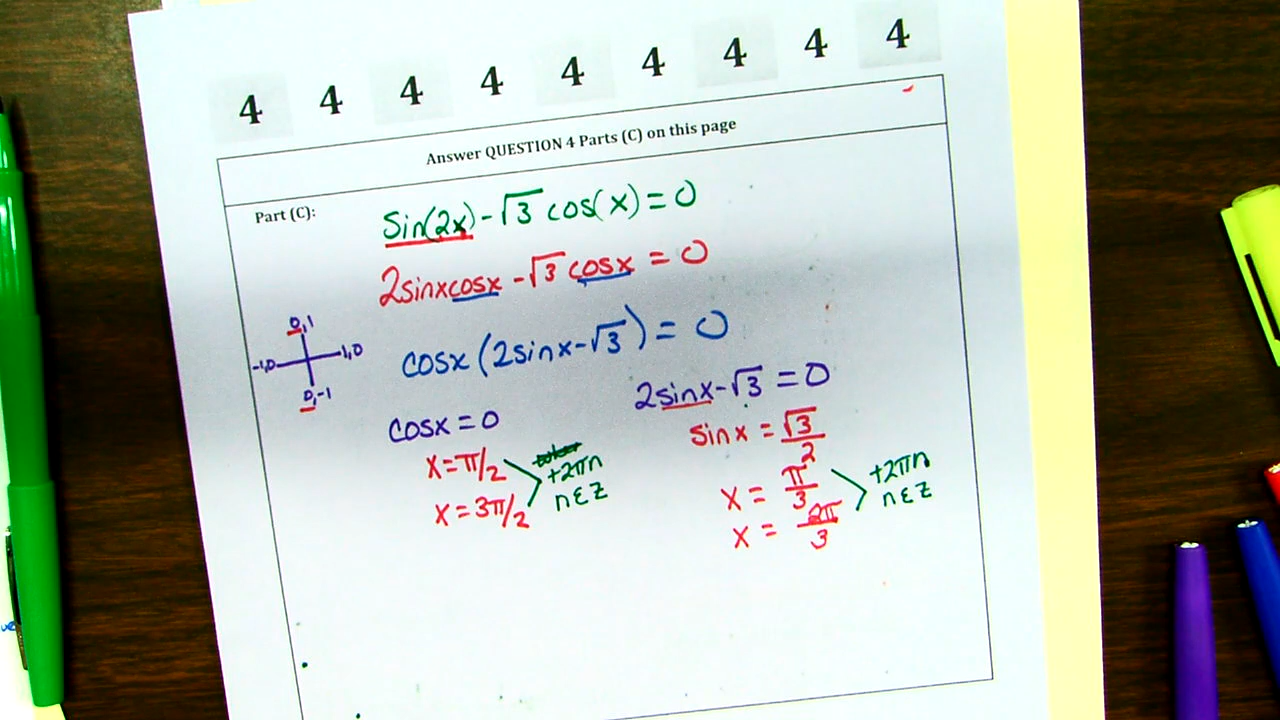 4 4 4 4 4 4 4 4 4
Answer QUESTION 4 Parts (C) on this page
Part (C):
Sin(2x) - √3 cos(x) = 0
2sinxcosx - √3 cosx = 0
cosx (2sinx - √3) = 0
0,1
-1,0 1,0
0,-1
cosx = 0
x = π/2
x = 3π/2
+2πn
n ∈ Z
2sinx - √3 = 0
sinx = √3/2
x = π/3
x = 2π/3
+2πn
n ∈ Z